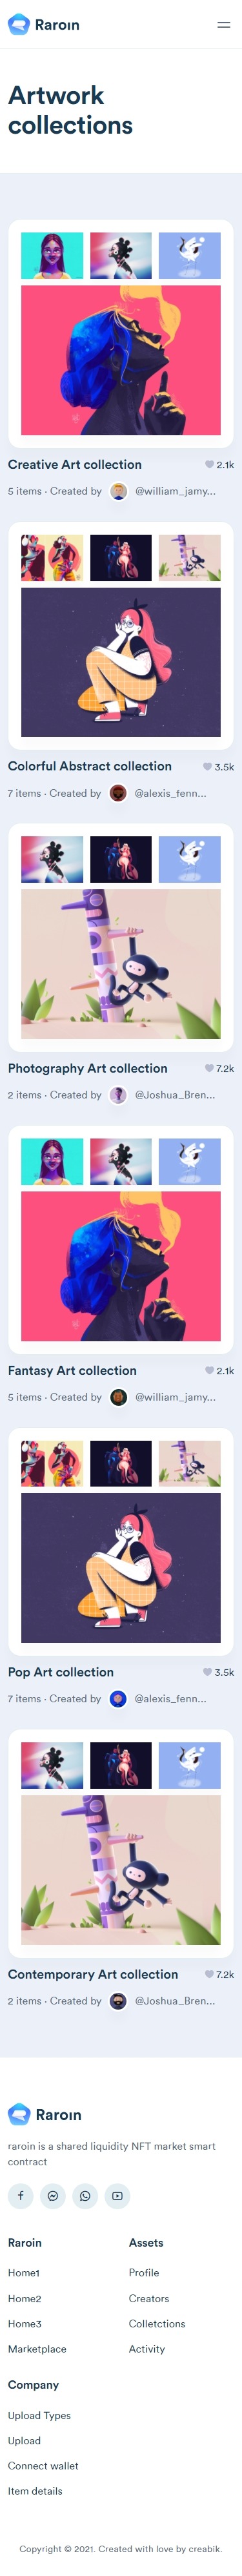 Raroın
Artwork
collections
Creative Art collection 2.1k
5 items · Created by @william_jamy...
Colorful Abstract collection 3.5k
7 items · Created by @alexis_fenn...
Photography Art collection 7.2k
2 items · Created by @Joshua_Bren...
Fantasy Art collection 2.1k
5 items · Created by @william_jamy...
Pop Art collection 3.5k
7 items · Created by @alexis_fenn...
Contemporary Art collection 7.2k
2 items · Created by @Joshua_Bren...
Raroın
raroin is a shared liquidity NFT market smart
contract
Raroin
Home1
Home2
Home3
Marketplace
Assets
Profile
Creators
Colletctions
Activity
Company
Upload Types
Upload
Connect wallet
Item details
Copyright © 2021. Created with love by creabik.